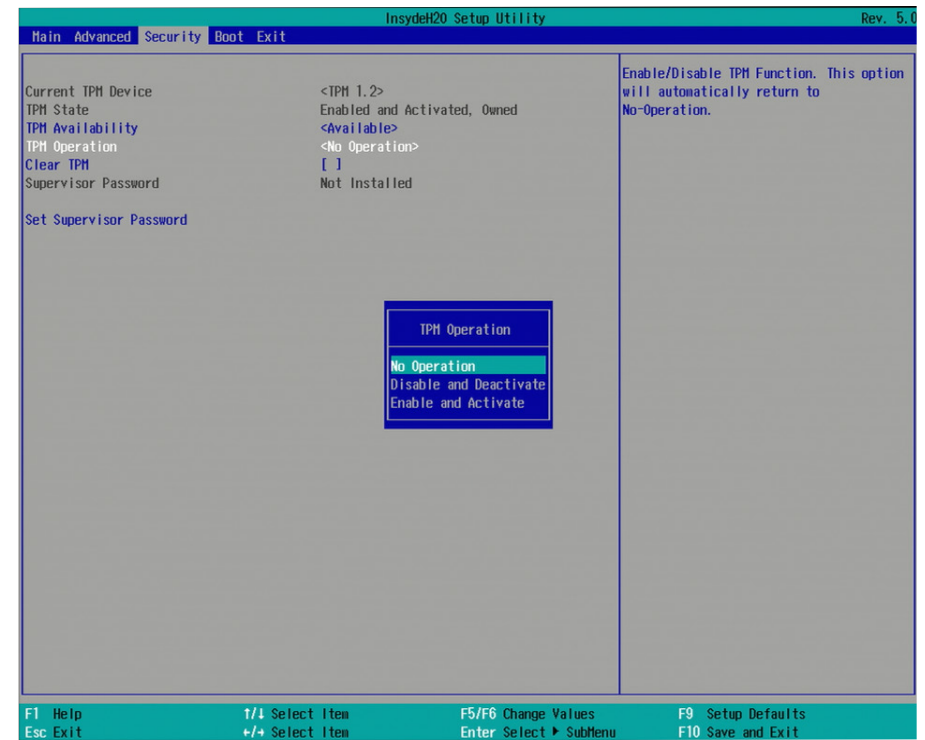 InsydeH20 Setup Utility Rev. 5.0
Main Advanced Security Boot Exit
Enable/Disable TPM Function. This option
will automatically return to
No-Operation.
Current TPM Device <TPM 1.2>
TPM State Enabled and Activated, Owned
TPM Availability <Available>
TPM Operation <No Operation>
Clear TPM [ ]
Supervisor Password Not Installed
Set Supervisor Password
TPM Operation
No Operation
Disable and Deactivate
Enable and Activate
F1 Help ↑/↓ Select Item F5/F6 Change Values F9 Setup Defaults
Esc Exit ←/→ Select Item Enter Select ▶ SubMenu F10 Save and Exit